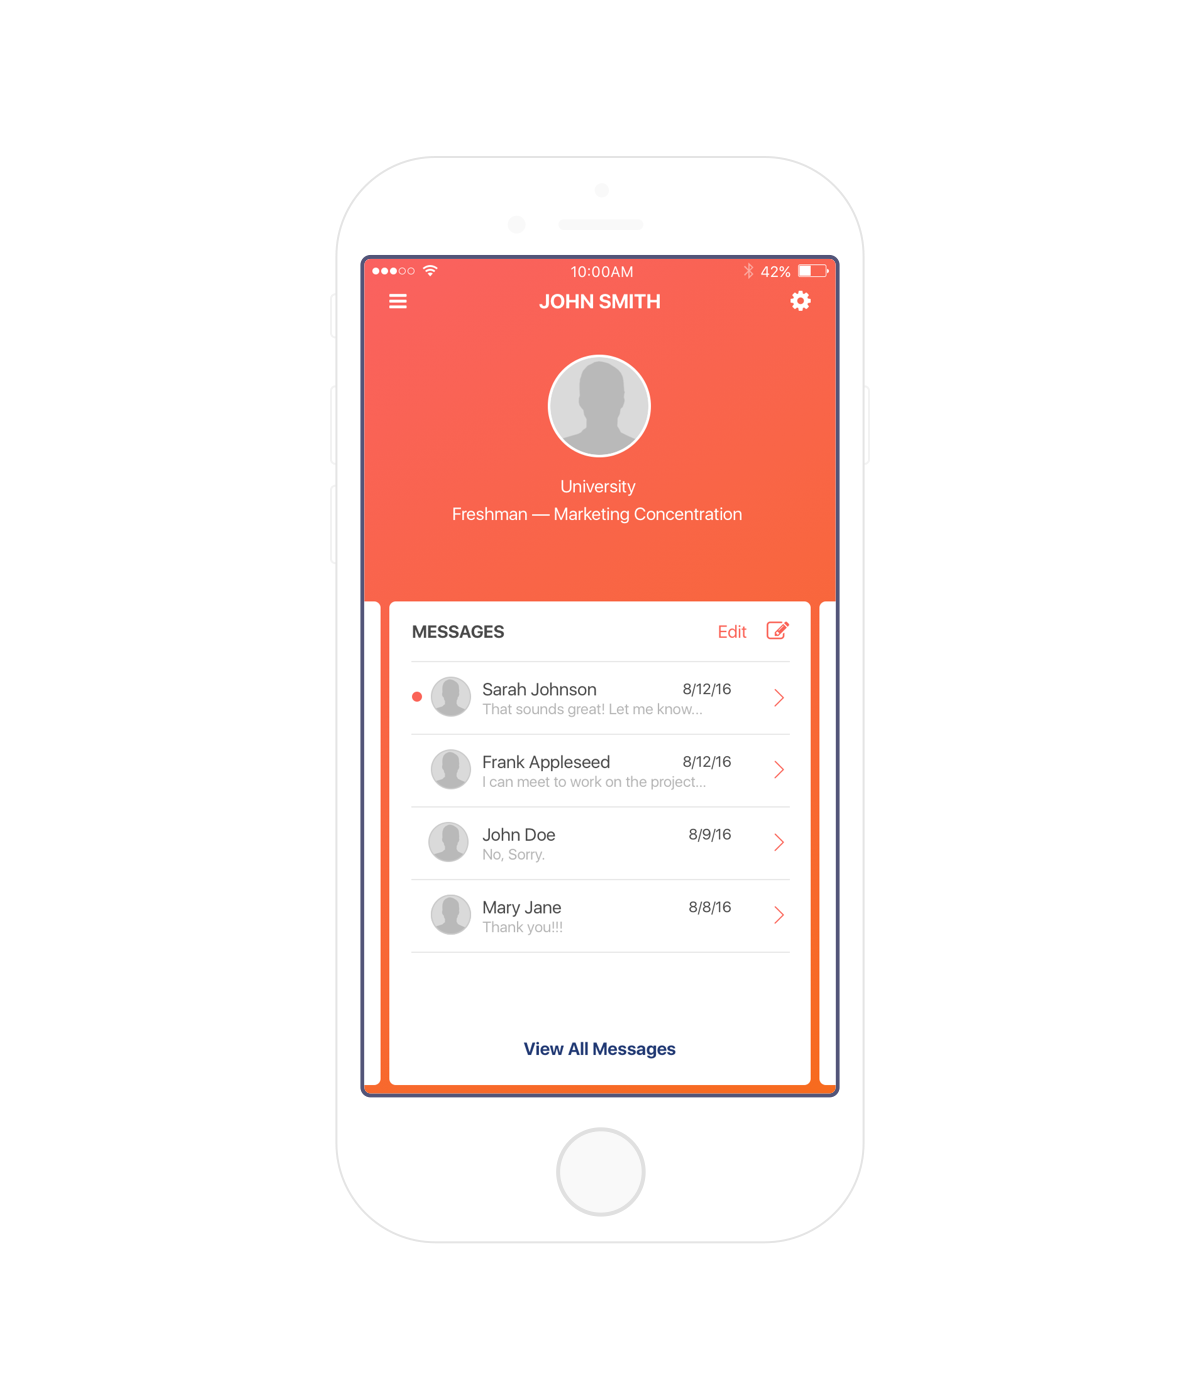 10:00AM 42%
JOHN SMITH
University
Freshman — Marketing Concentration
MESSAGES Edit
Sarah Johnson 8/12/16
That sounds great! Let me know...
Frank Appleseed 8/12/16
I can meet to work on the project...
John Doe 8/9/16
No, Sorry.
Mary Jane 8/8/16
Thank you!!!
View All Messages